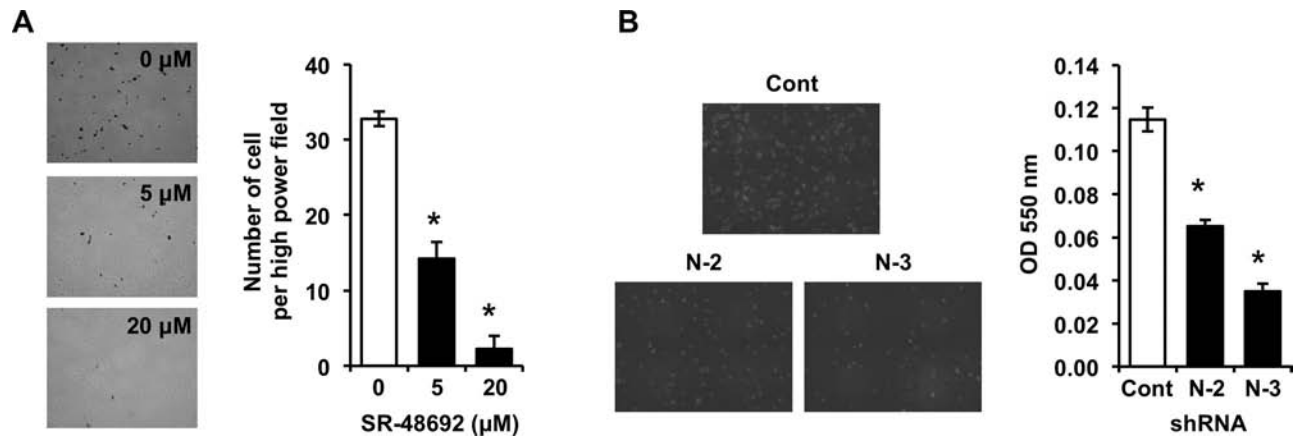 A
0 µM
5 µM
20 µM
Number of cell
per high power field
40
30
20
10
0
*
*
0 5 20
SR-48692 (µM)
B
Cont
N-2 N-3
OD 550 nm
0.14
0.12
0.10
0.08
0.06
0.04
0.02
0.00
*
*
Cont N-2 N-3
shRNA